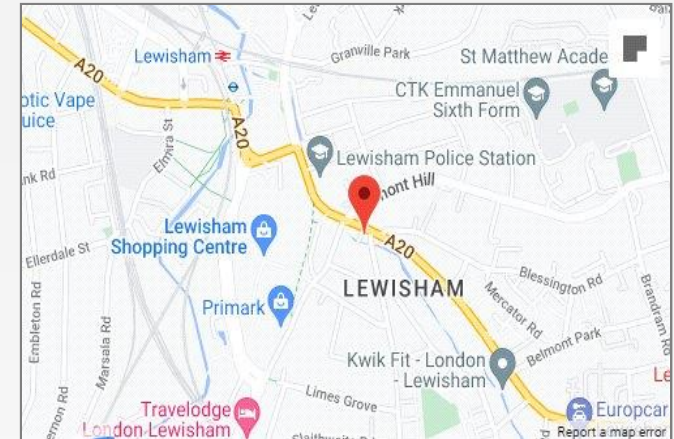 Granville Park
Lewisham
St Matthew Acade
A20
CTK Emmanuel
Sixth Form
otic Vape
uice
A20
Elmira St
Lewisham Police Station
nk Rd
mont Hill
Lewisham
Shopping Centre
A20
Ellerdale St
LEWISHAM
Blessington Rd
Embleton Rd
Marsala Rd
Primark
Mercator Rd
Brandram Rd
Belmont Park
Kwik Fit - London
- Lewisham
Le
Limes Grove
Travelodge
London Lewisham
Europcar
Report a map error